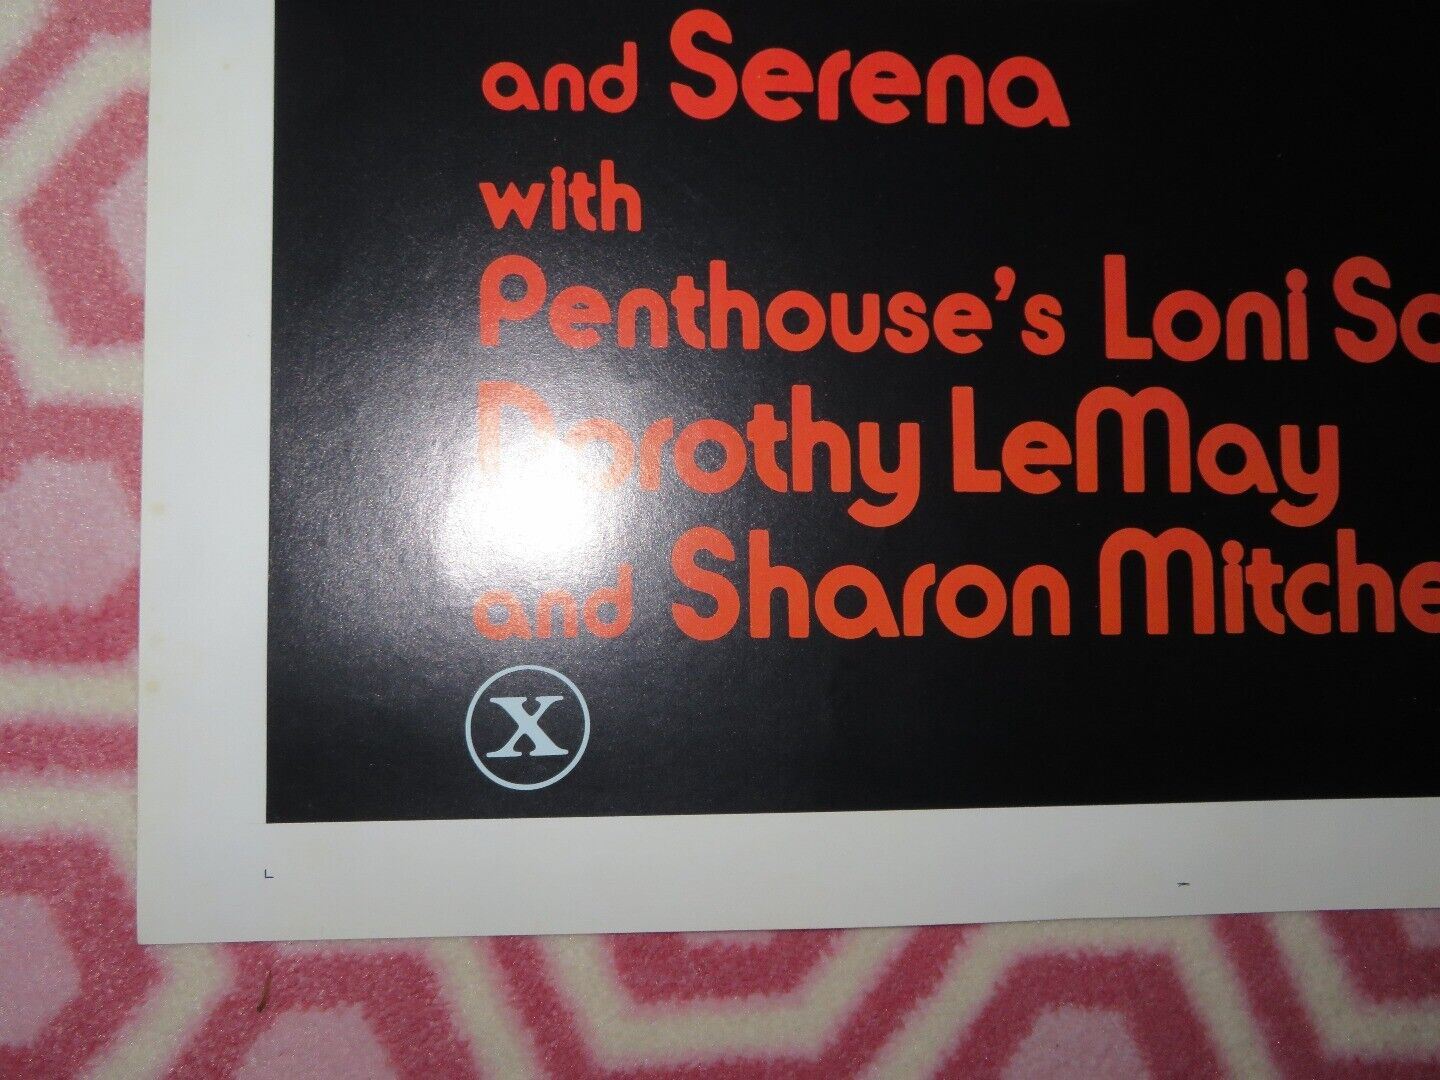 and Serena
with
Penthouse's Loni
Dorothy LeMay
and Sharon
X